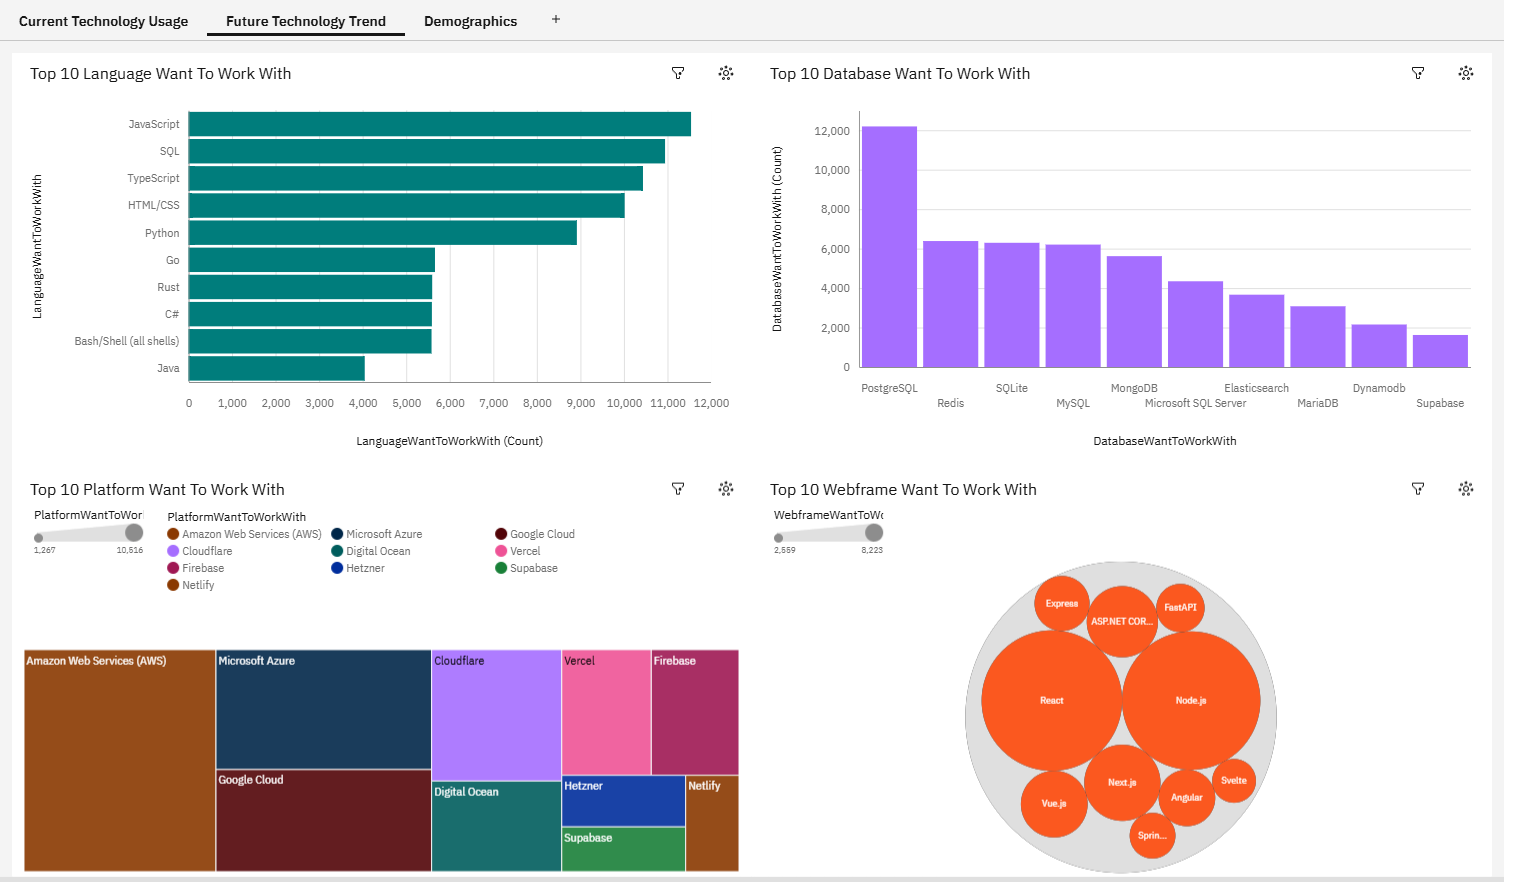 Current Technology Usage
Future Technology Trend
Demographics
+
Top 10 Language Want To Work With
LanguageWantToWorkWith
JavaScript
SQL
TypeScript
HTML/CSS
Python
Go
Rust
C#
Bash/Shell (all shells)
Java
0 1,000 2,000 3,000 4,000 5,000 6,000 7,000 8,000 9,000 10,000 11,000 12,000
LanguageWantToWorkWith (Count)
Top 10 Database Want To Work With
DatabaseWantToWorkWith (Count)
12,000
10,000
8,000
6,000
4,000
2,000
0
PostgreSQL SQLite MongoDB Elasticsearch Dynamodb
Redis MySQL Microsoft SQL Server MariaDB Supabase
DatabaseWantToWorkWith
Top 10 Platform Want To Work With
PlatformWantToWor
1,267 10,516
PlatformWantToWorkWith
Amazon Web Services (AWS) Microsoft Azure Google Cloud
Cloudflare Digital Ocean Vercel
Firebase Hetzner Supabase
Netlify
Amazon Web Services (AWS)
Microsoft Azure
Cloudflare
Vercel
Firebase
Google Cloud
Digital Ocean
Hetzner
Netlify
Supabase
Top 10 Webframe Want To Work With
WebframeWantToWo
2,559 8,223
Express
ASP.NET COR...
FastAPI
React
Node.js
Next.js
Svelte
Vue.js
Angular
Sprin...